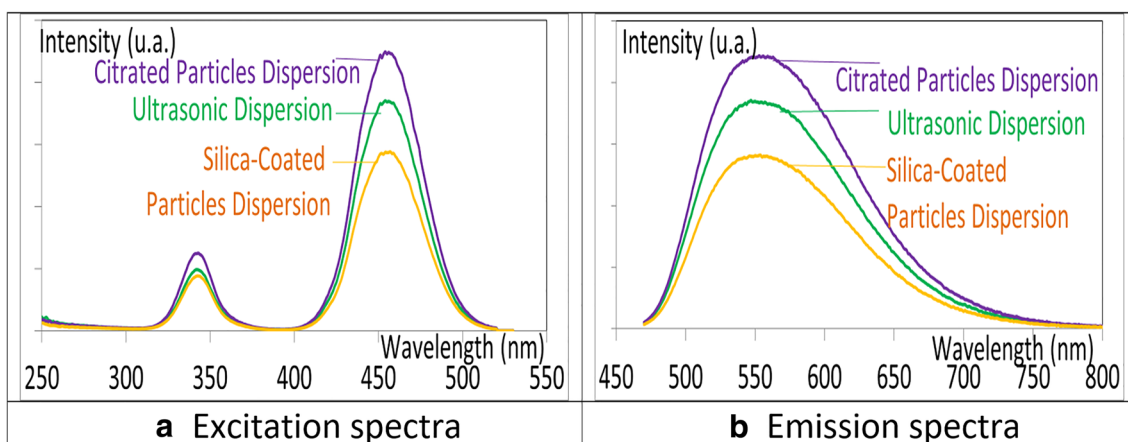 Intensity (u.a.)
Citrated Particles Dispersion
Ultrasonic Dispersion
Silica-Coated
Particles Dispersion
Wavelength (nm)
250 300 350 400 450 500 550
a Excitation spectra
Intensity (u.a.)
Citrated Particles Dispersion
Ultrasonic Dispersion
Silica-Coated
Particles Dispersion
Wavelength (nm)
450 500 550 600 650 700 750 800
b Emission spectra